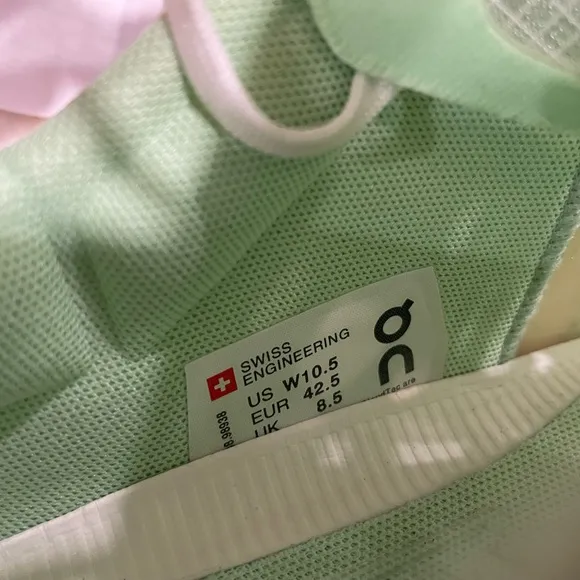 SWISS
ENGINEERING
US W10.5
EUR 42.5
UK 8.5